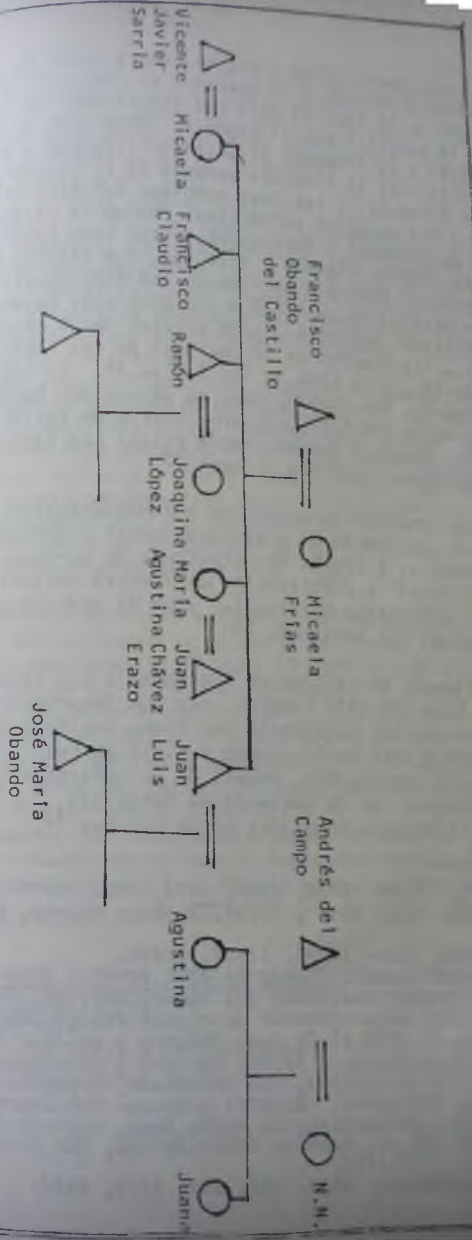 Francisco
Obando
del Castillo
Micaela
Frías
Andrés del
Campo
N.N.
Vicente
Javier
Sarria
Micaela
Francisco
Claudio
Ramón
Joaquina
López
María
Agustina
Juan
Chávez
Erazo
Juan
Luis
Agustina
Juana
José María
Obando